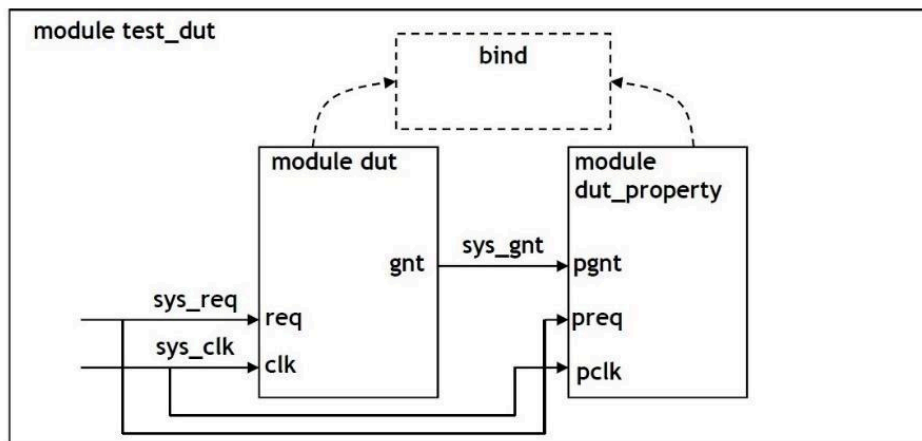 module test_dut
bind
module dut
module
dut_property
sys_gnt
gnt
pgnt
sys_req
req
preq
sys_clk
clk
pclk